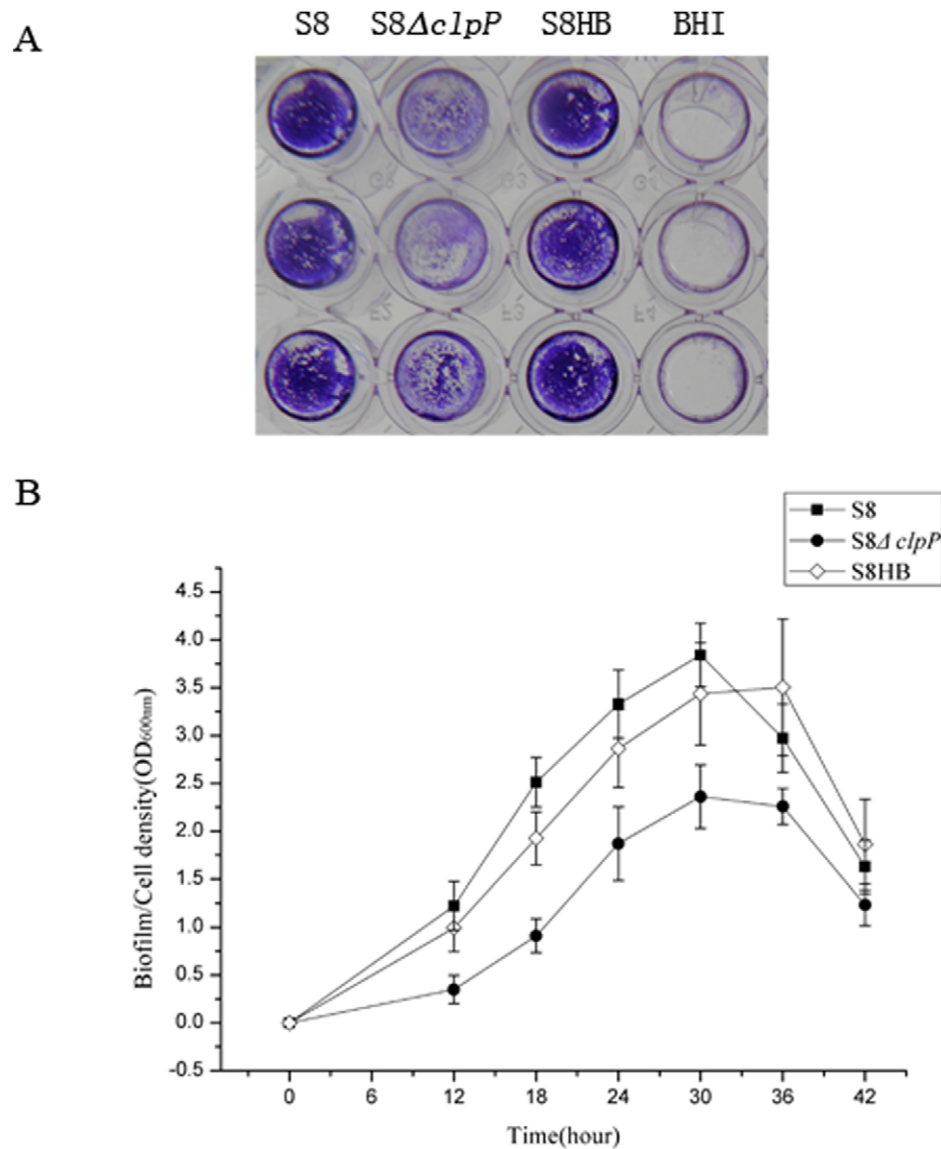 A
S8 S8ΔclpP S8HB BHI
B
S8
S8Δ clpP
S8HB
4.5
4.0
3.5
3.0
2.5
2.0
1.5
1.0
0.5
0.0
-0.5
Biofilm/Cell density(OD600nm)
0 6 12 18 24 30 36 42
Time(hour)